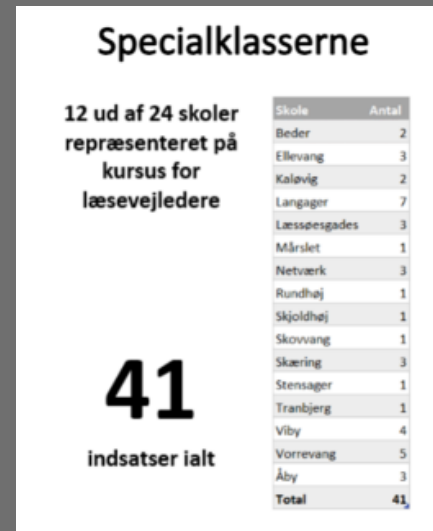 Specialklasserne
12 ud af 24 skoler
repræsenteret på
kursus for
læsevejledere
41
indsatser ialt
Skole Antal
Beder 2
Ellevang 3
Kaløvig 2
Langager 7
Læssøesgades 3
Mårslet 1
Netværk 3
Rundhøj 1
Skjoldhøj 1
Skovvang 1
Skæring 3
Stensager 1
Tranbjerg 1
Viby 4
Vorrevang 5
Åby 3
Total 41